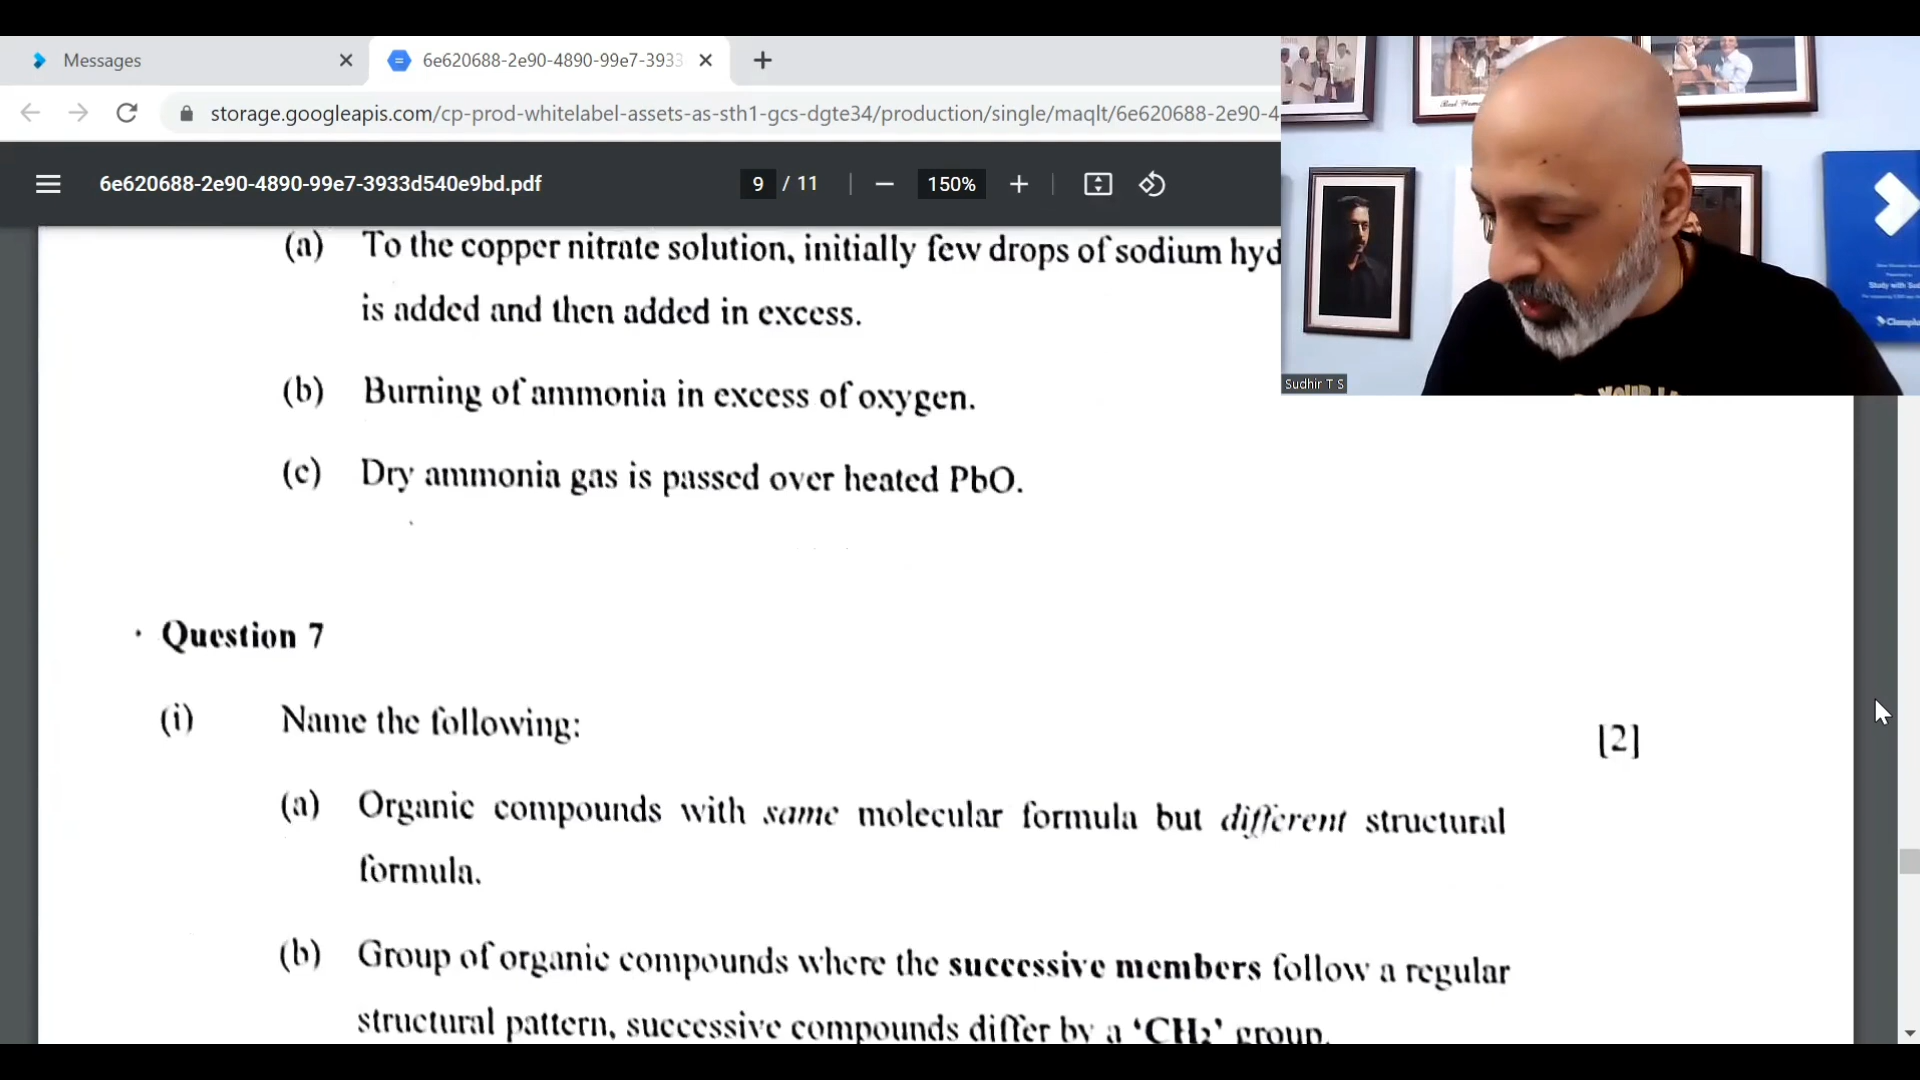 Messages
6e620688-2e90-4890-99e7-3933
storage.googleapis.com/cp-prod-whitelabel-assets-as-sth1-gcs-dgte34/production/single/maqlt/6e620688-2e90-4
6e620688-2e90-4890-99e7-3933d540e9bd.pdf
9 / 11
150%
(a) To the copper nitrate solution, initially few drops of sodium hyd
is added and then added in excess.
(b) Burning of ammonia in excess of oxygen.
(c) Dry ammonia gas is passed over heated PbO.
Sudhir T S
Question 7
(i) Name the following:
[2]
(a) Organic compounds with same molecular formula but different structural
formula.
(b) Group of organic compounds where the successive members follow a regular
structural pattern, successive compounds differ by a ‘CH₂’ group.